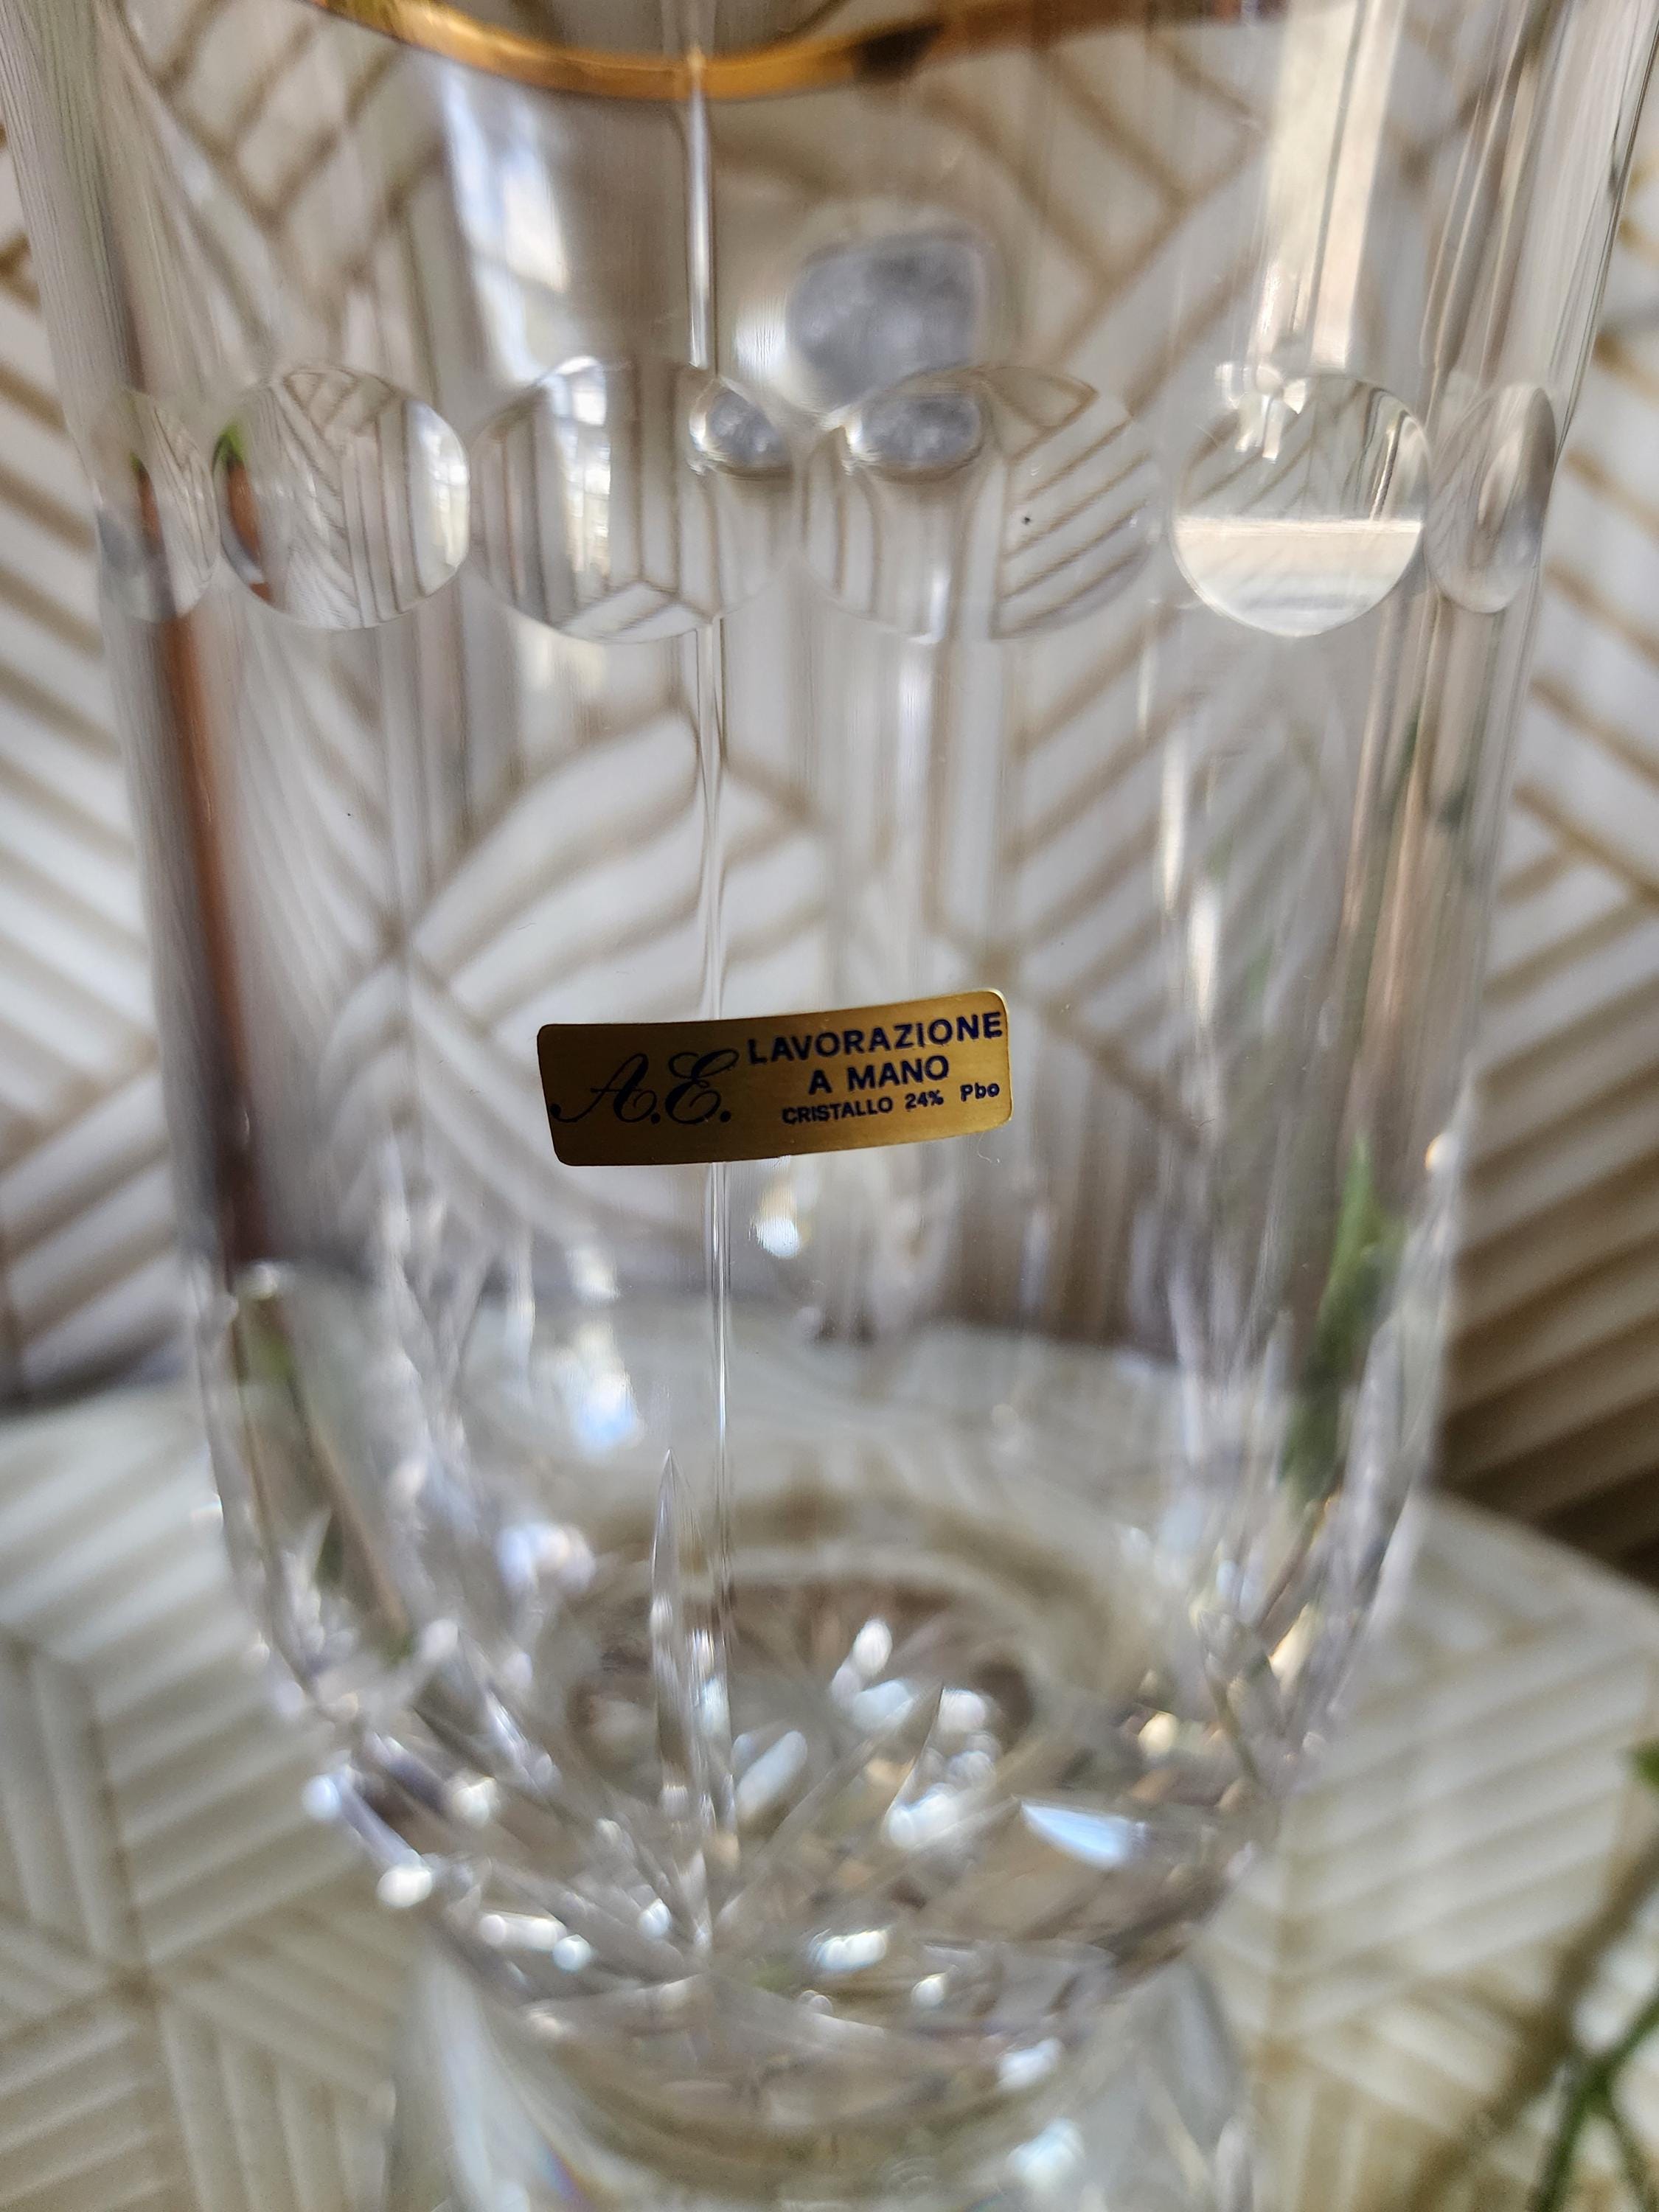 A.E.
LAVORAZIONE
A MANO
CRISTALLO 24% Pbo